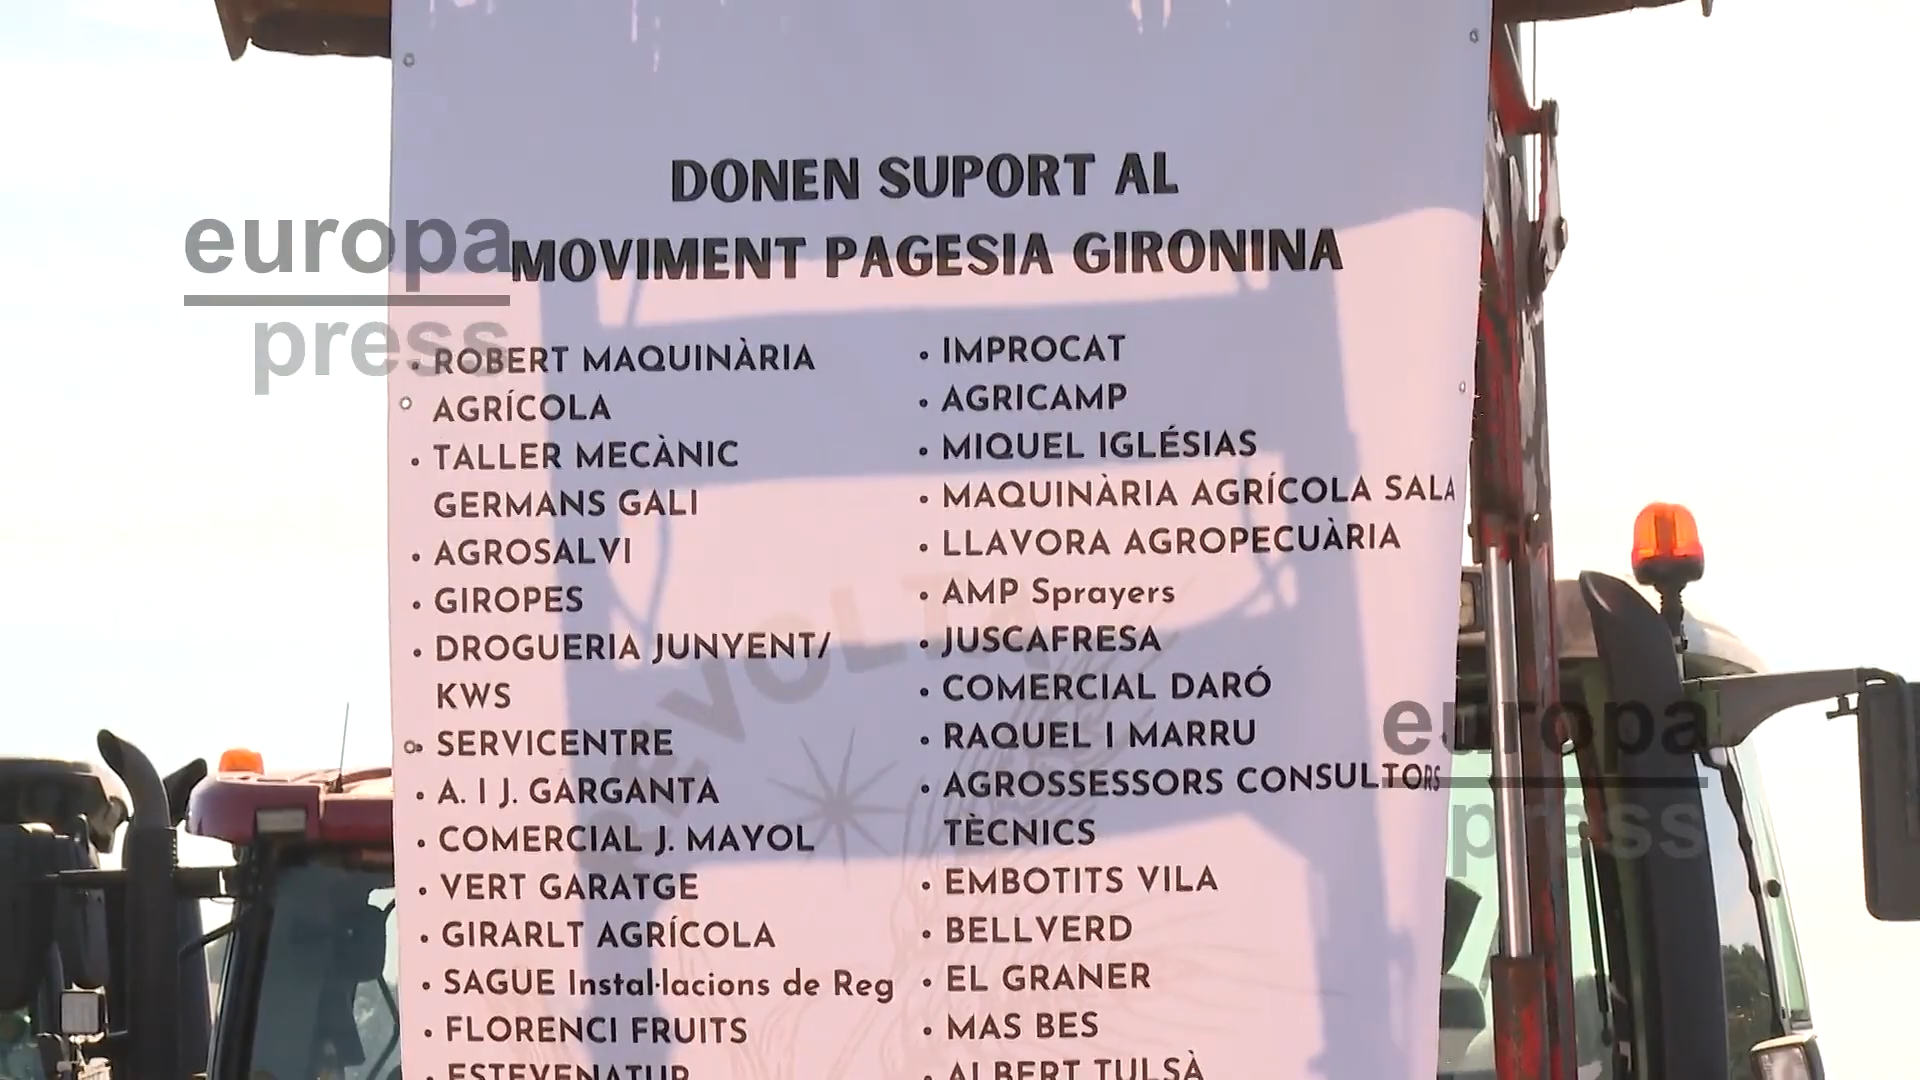 DONEN SUPORT AL
MOVIMENT PAGESIA GIRONINA
europa
press
• ROBERT MAQUINÀRIA
AGRÍCOLA
• TALLER MECÀNIC
GERMANS GALI
• AGROSALVI
• GIROPES
• DROGUERIA JUNYENT/
KWS
• SERVICENTRE
• A. I J. GARGANTA
• COMERCIAL J. MAYOL
• VERT GARATGE
• GIRARLT AGRÍCOLA
• SAGUE Instal·lacions de Reg
• FLORENCI FRUITS
• ESTEVENATUR
• IMPROCAT
• AGRICAMP
• MIQUEL IGLÉSIAS
• MAQUINÀRIA AGRÍCOLA SALA
• LLAVORA AGROPECUÀRIA
• AMP Sprayers
• JUSCAFRESA
• COMERCIAL DARÓ
• RAQUEL I MARRU
• AGROSSESSORS CONSULTORS
TÈCNICS
• EMBOTITS VILA
• BELLVERD
• EL GRANER
• MAS BES
• ALBERT TULSÀ
europa
press